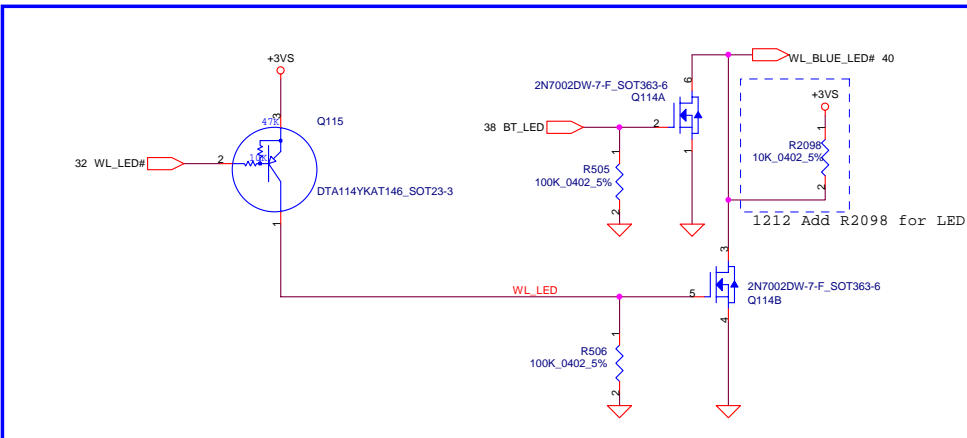 +3VS
3
47K
10K
Q115
32 WL_LED#
2
DTA114YKAT146_SOT23-3
1
2N7002DW-7-F_SOT363-6
Q114A
6
38 BT_LED
2
1
WL_BLUE_LED# 40
+3VS
1
R2098
10K_0402_5%
2
1
R505
100K_0402_5%
2
1212 Add R2098 for LED
WL_LED
3
5
2N7002DW-7-F_SOT363-6
Q114B
4
1
R506
100K_0402_5%
2